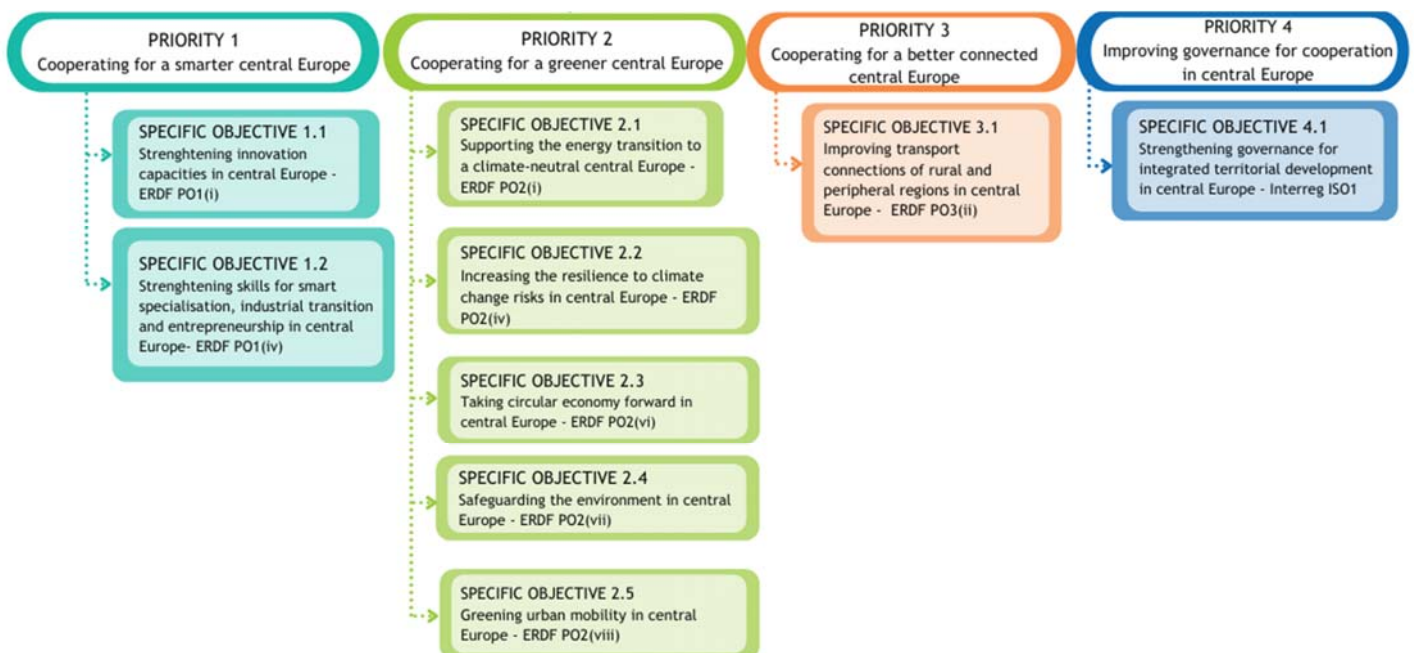 PRIORITY 1
Cooperating for a smarter central Europe
SPECIFIC OBJECTIVE 1.1
Strenghtening innovation
capacities in central Europe -
ERDF PO1(i)
SPECIFIC OBJECTIVE 1.2
Strenghtening skills for smart
specialisation, industrial transition
and entrepreneurship in central
Europe- ERDF PO1(iv)
PRIORITY 2
Cooperating for a greener central Europe
SPECIFIC OBJECTIVE 2.1
Supporting the energy transition to
a climate-neutral central Europe -
ERDF PO2(i)
SPECIFIC OBJECTIVE 2.2
Increasing the resilience to climate
change risks in central Europe - ERDF
PO2(iv)
SPECIFIC OBJECTIVE 2.3
Taking circular economy forward in
central Europe - ERDF PO2(vi)
SPECIFIC OBJECTIVE 2.4
Safeguarding the environment in central
Europe - ERDF PO2(vii)
SPECIFIC OBJECTIVE 2.5
Greening urban mobility in central
Europe - ERDF PO2(viii)
PRIORITY 3
Cooperating for a better connected
central Europe
SPECIFIC OBJECTIVE 3.1
Improving transport
connections of rural and
peripheral regions in central
Europe - ERDF PO3(ii)
PRIORITY 4
Improving governance for cooperation
in central Europe
SPECIFIC OBJECTIVE 4.1
Strengthening governance for
integrated territorial development
in central Europe - Interreg ISO1